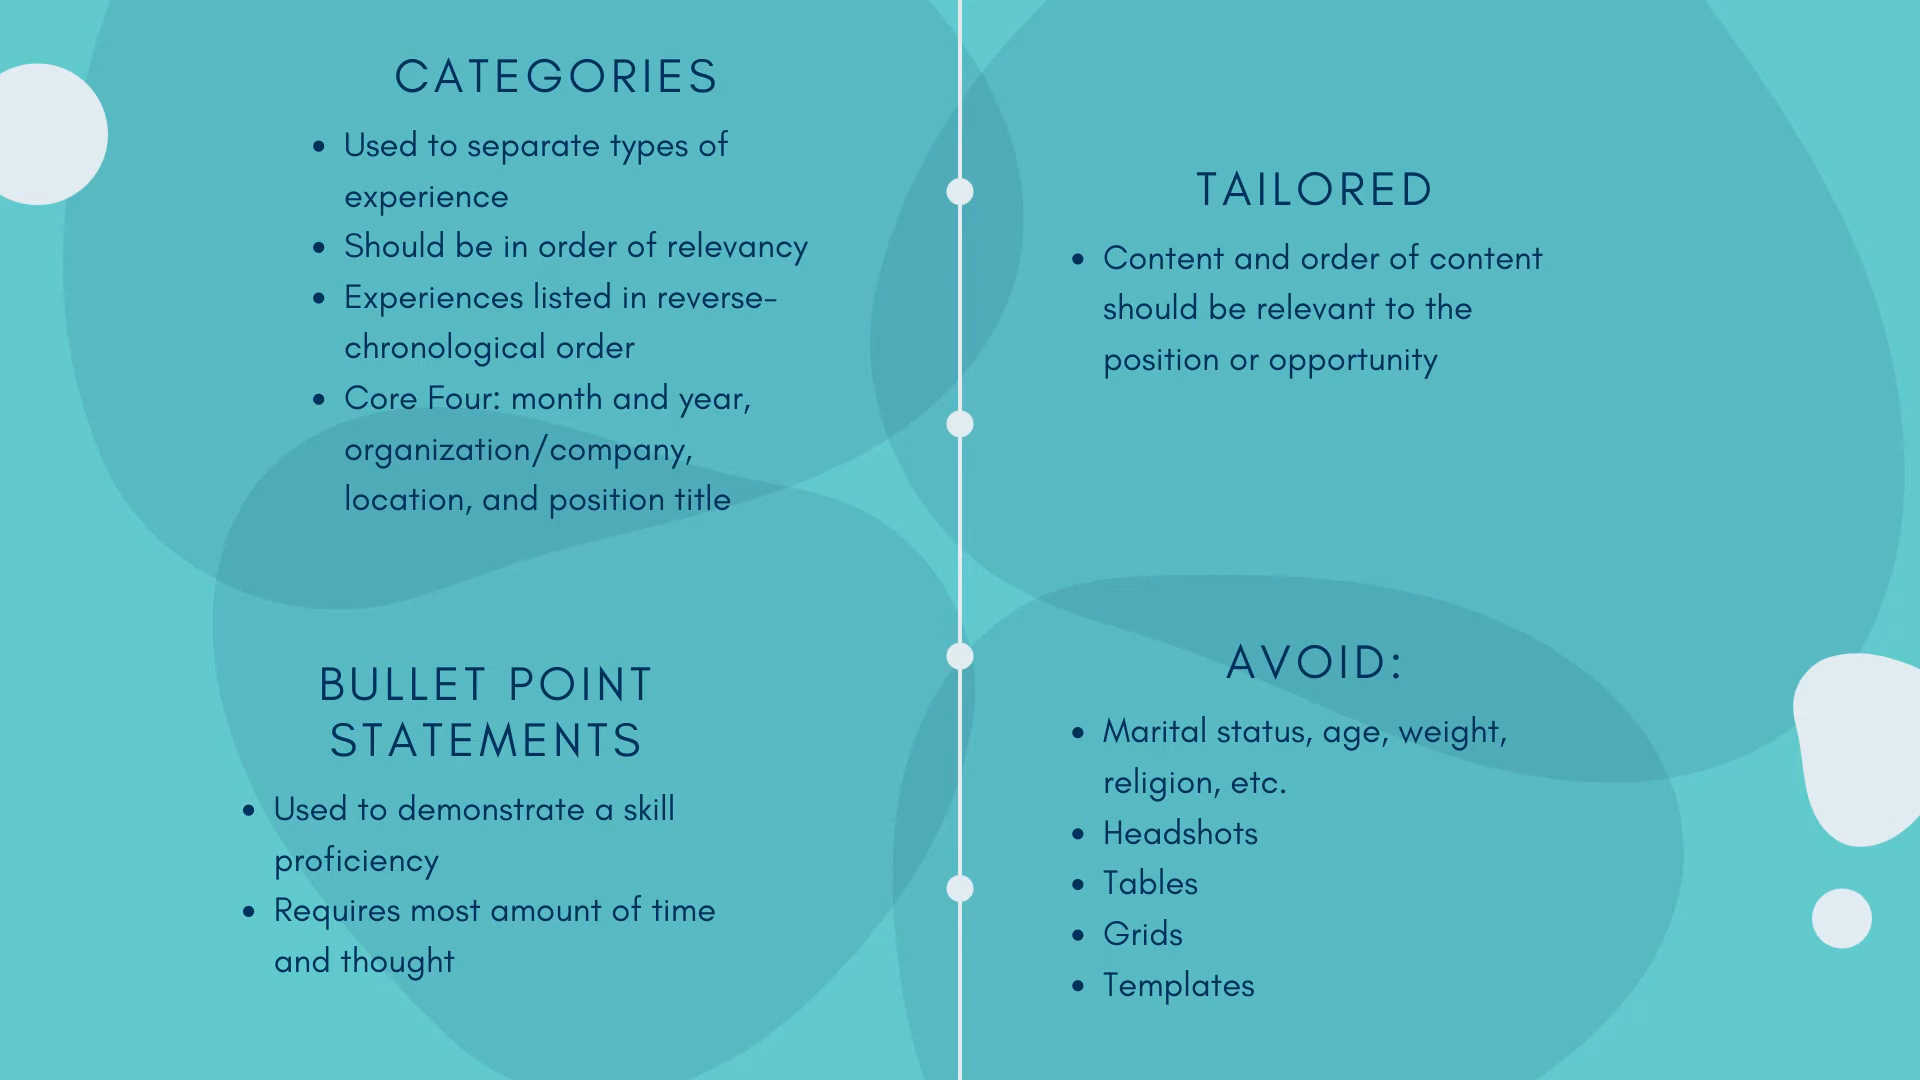 CATEGORIES
• Used to separate types of
experience
• Should be in order of relevancy
• Experiences listed in reverse-
chronological order
• Core Four: month and year,
organization/company,
location, and position title
BULLET POINT
STATEMENTS
• Used to demonstrate a skill
proficiency
• Requires most amount of time
and thought
TAILORED
• Content and order of content
should be relevant to the
position or opportunity
AVOID:
• Marital status, age, weight,
religion, etc.
• Headshots
• Tables
• Grids
• Templates